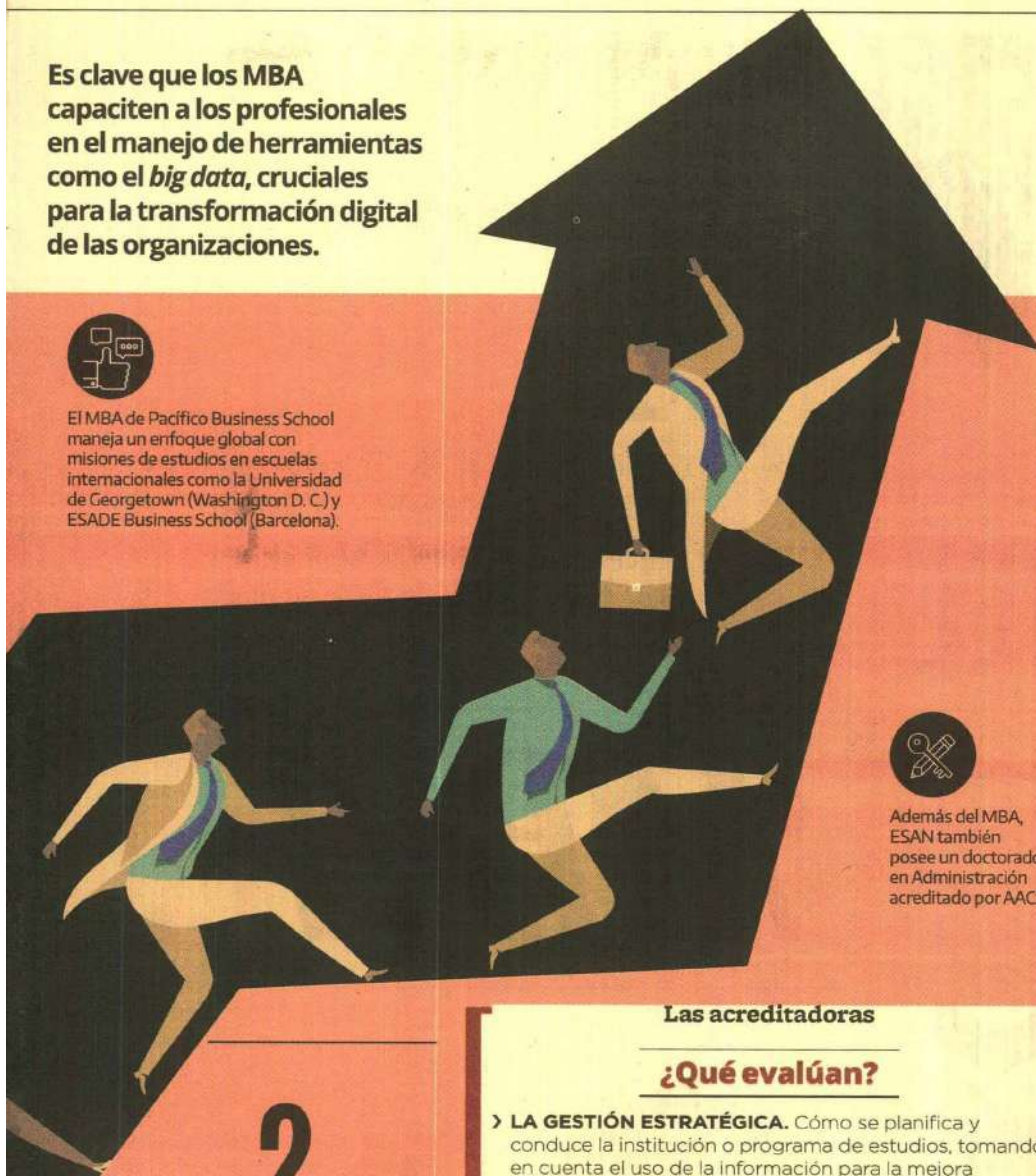 Es clave que los MBA
capaciten a los profesionales
en el manejo de herramientas
como el big data, cruciales
para la transformación digital
de las organizaciones.
El MBA de Pacífico Business School
maneja un enfoque global con
misiones de estudios en escuelas
internacionales como la Universidad
de Georgetown (Washington D. C.) y
ESADE Business School (Barcelona).
Además del MBA,
ESAN también
posee un doctorado
en Administración
acreditado por AAC
2
Las acreditadoras
¿Qué evalúan?
› LA GESTIÓN ESTRATÉGICA. Cómo se planifica y
conduce la institución o programa de estudios, tomando
en cuenta el uso de la información para la mejora